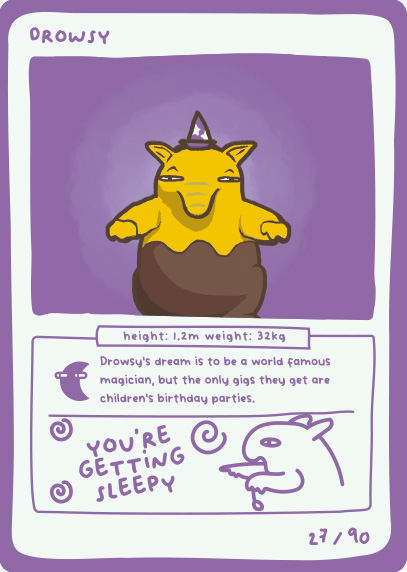 DROWSY
height: 1.2m weight: 32kg
Drowsy's dream is to be a world famous
magician, but the only gigs they get are
children's birthday parties.
YOU'RE
GETTING
SLEEPY
27/90